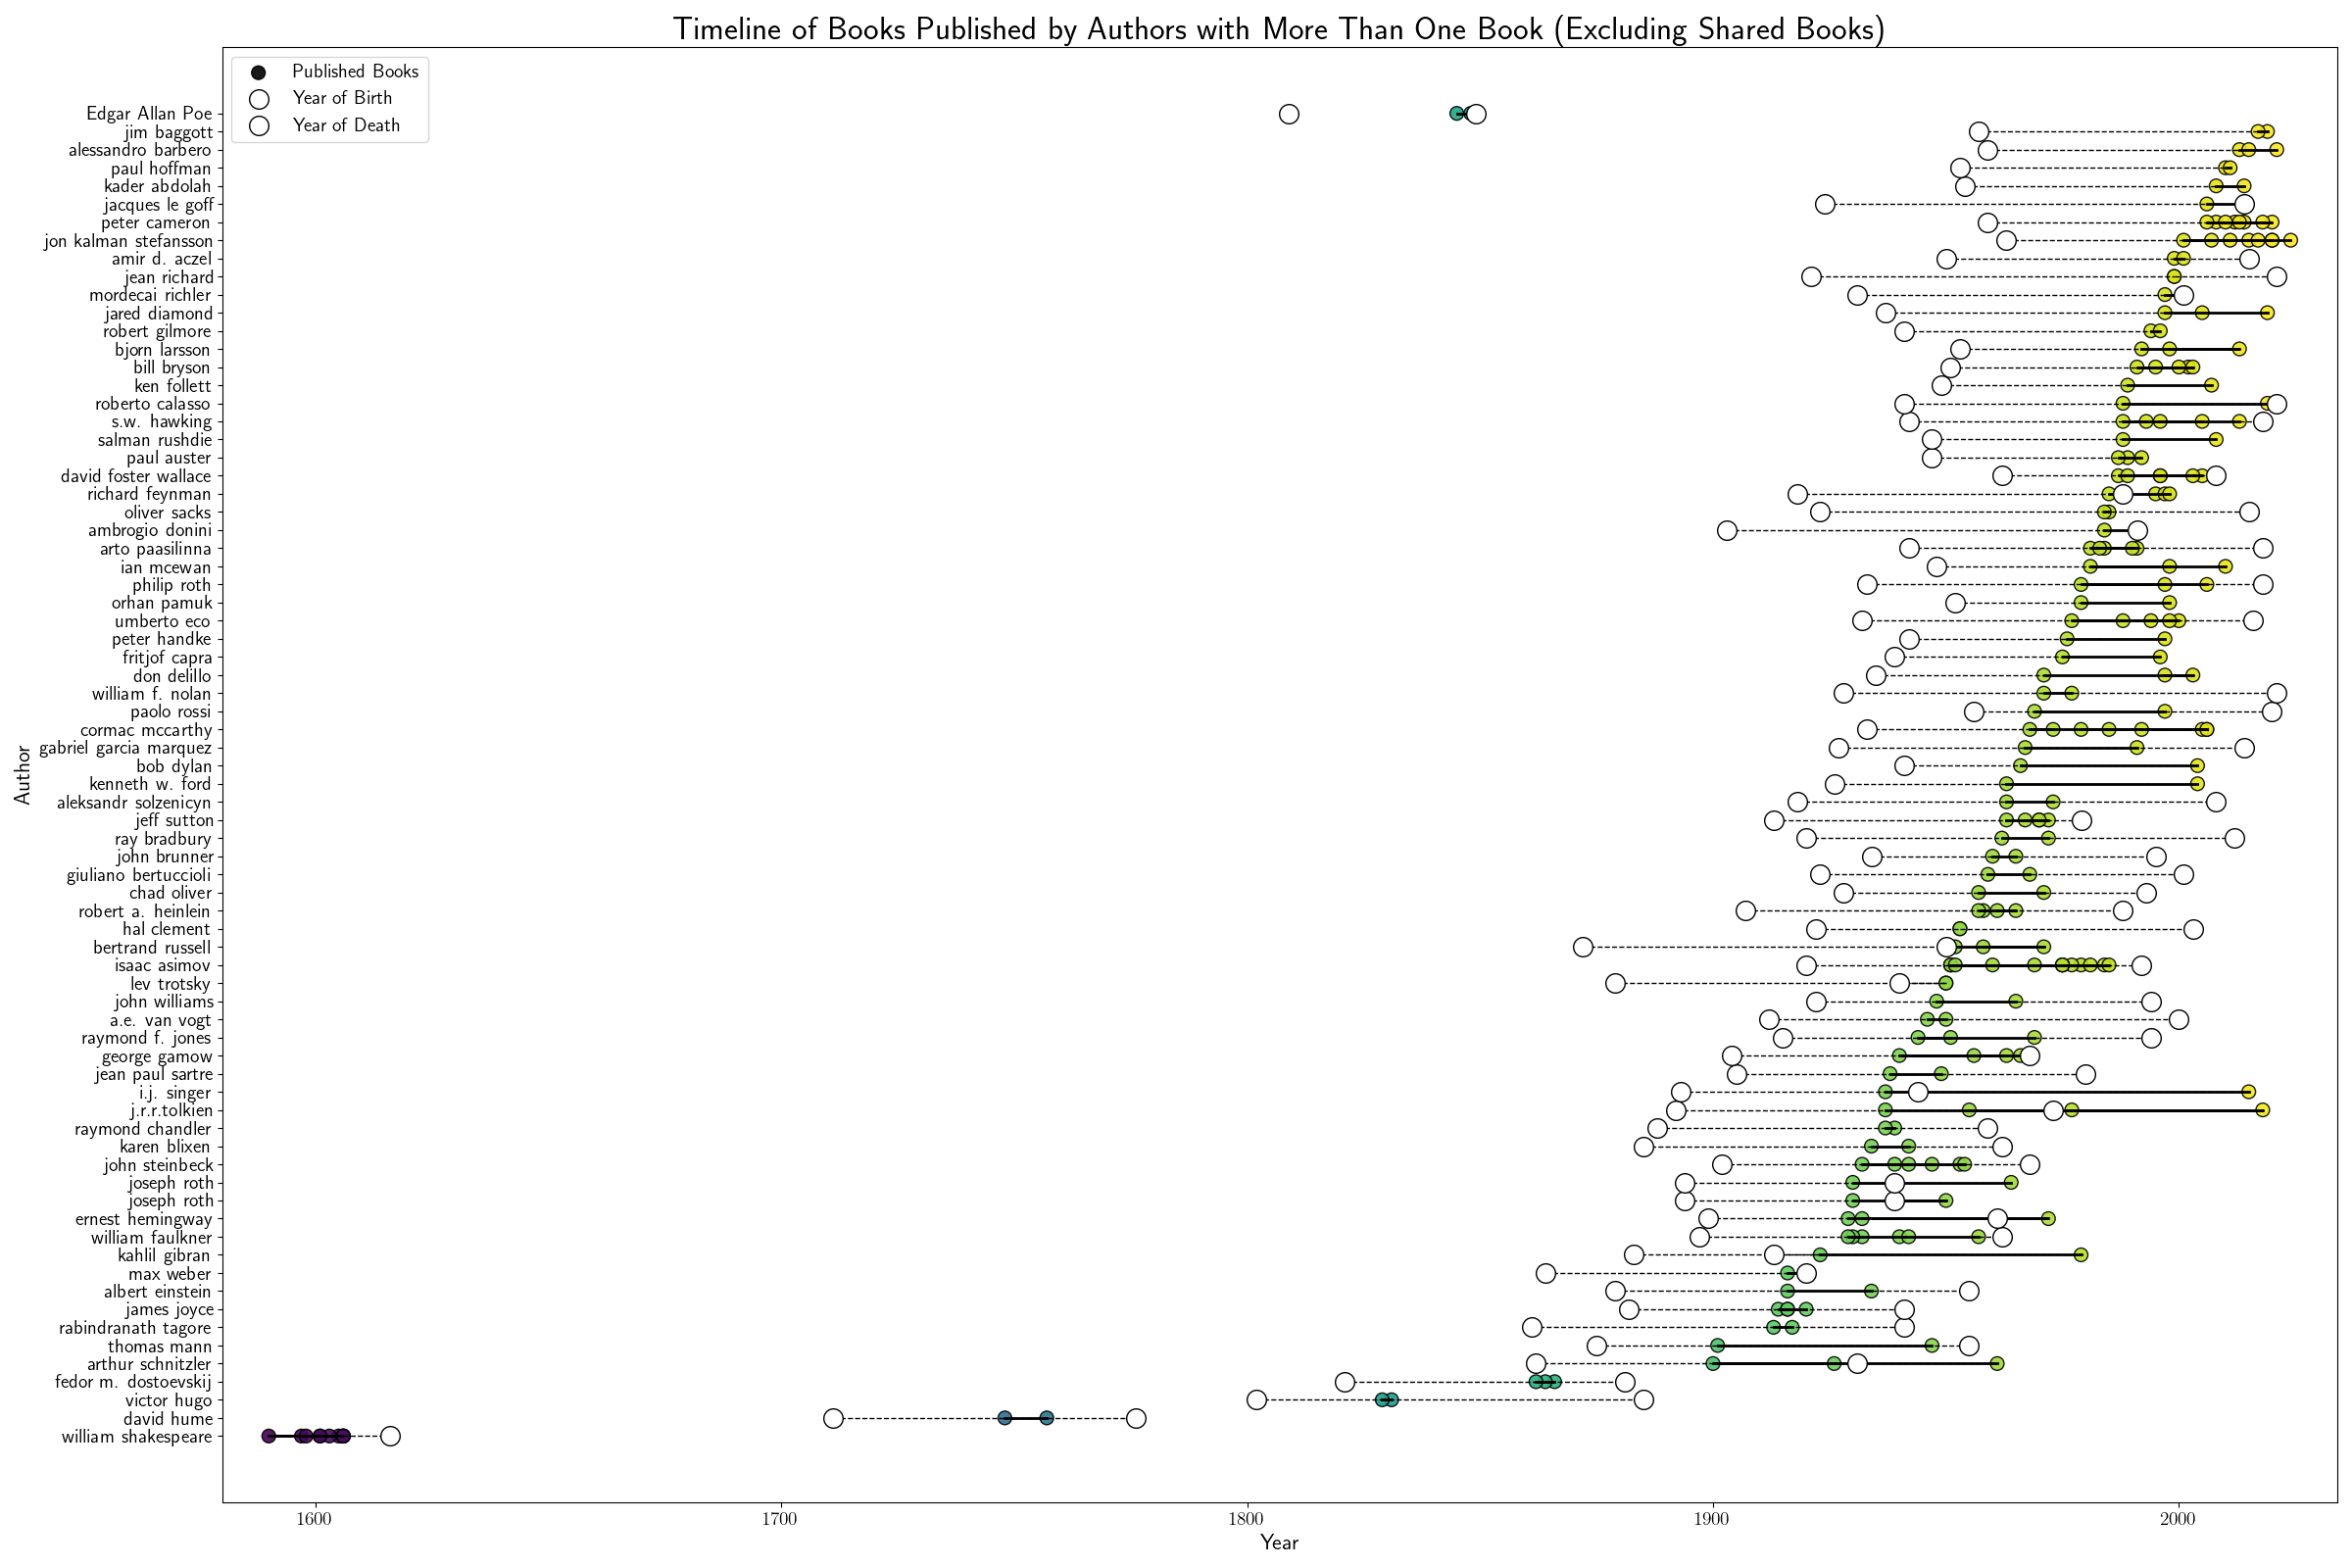 Timeline of Books Published by Authors with More Than One Book (Excluding Shared Books)
Published Books
Year of Birth
Year of Death
Edgar Allan Poe
jim baggott
alessandro barbero
paul hoffman
kader abdolah
jacques le goff
peter cameron
jon kalman stefansson
amir d. aczel
jean richard
mordecai richler
jared diamond
robert gilmore
bjorn larsson
bill bryson
ken follett
roberto calasso
s.w. hawking
salman rushdie
paul auster
david foster wallace
richard feynman
oliver sacks
ambrogio donini
arto paasilinna
ian mcewan
philip roth
orhan pamuk
umberto eco
peter handke
fritjof capra
don delillo
william f. nolan
paolo rossi
cormac mccarthy
gabriel garcia marquez
bob dylan
kenneth w. ford
aleksandr solzenicyn
jeff sutton
ray bradbury
john brunner
giuliano bertuccioli
chad oliver
robert a. heinlein
hal clement
bertrand russell
isaac asimov
lev trotsky
john williams
a.e. van vogt
raymond f. jones
george gamow
jean paul sartre
i.j. singer
j.r.r.tolkien
raymond chandler
karen blixen
john steinbeck
joseph roth
joseph roth
ernest hemingway
william faulkner
kahlil gibran
max weber
albert einstein
james joyce
rabindranath tagore
thomas mann
arthur schnitzler
fedor m. dostoevskij
victor hugo
david hume
william shakespeare
Author
1600 1700 1800 1900 2000
Year